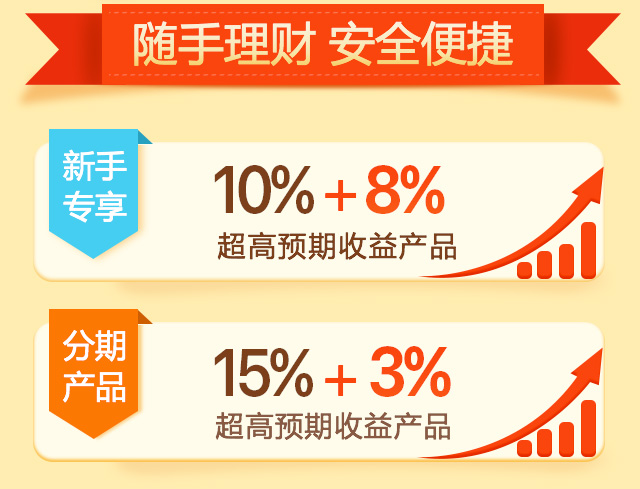 随手理财 安全便捷
新手
专享
10%+8%
超高预期收益产品
分期
产品
15%+3%
超高预期收益产品